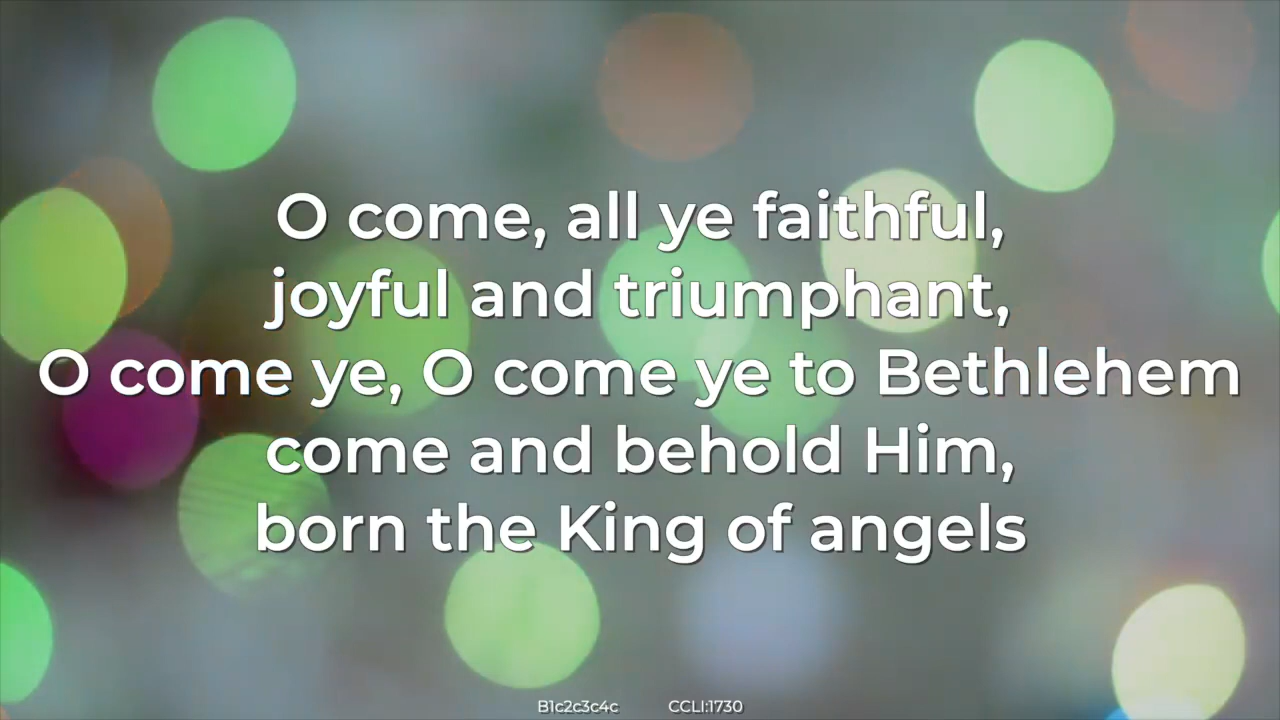 O come, all ye faithful,
joyful and triumphant,
O come ye, O come ye to Bethlehem
come and behold Him,
born the King of angels
B1c2c3c4c CCLI:1730